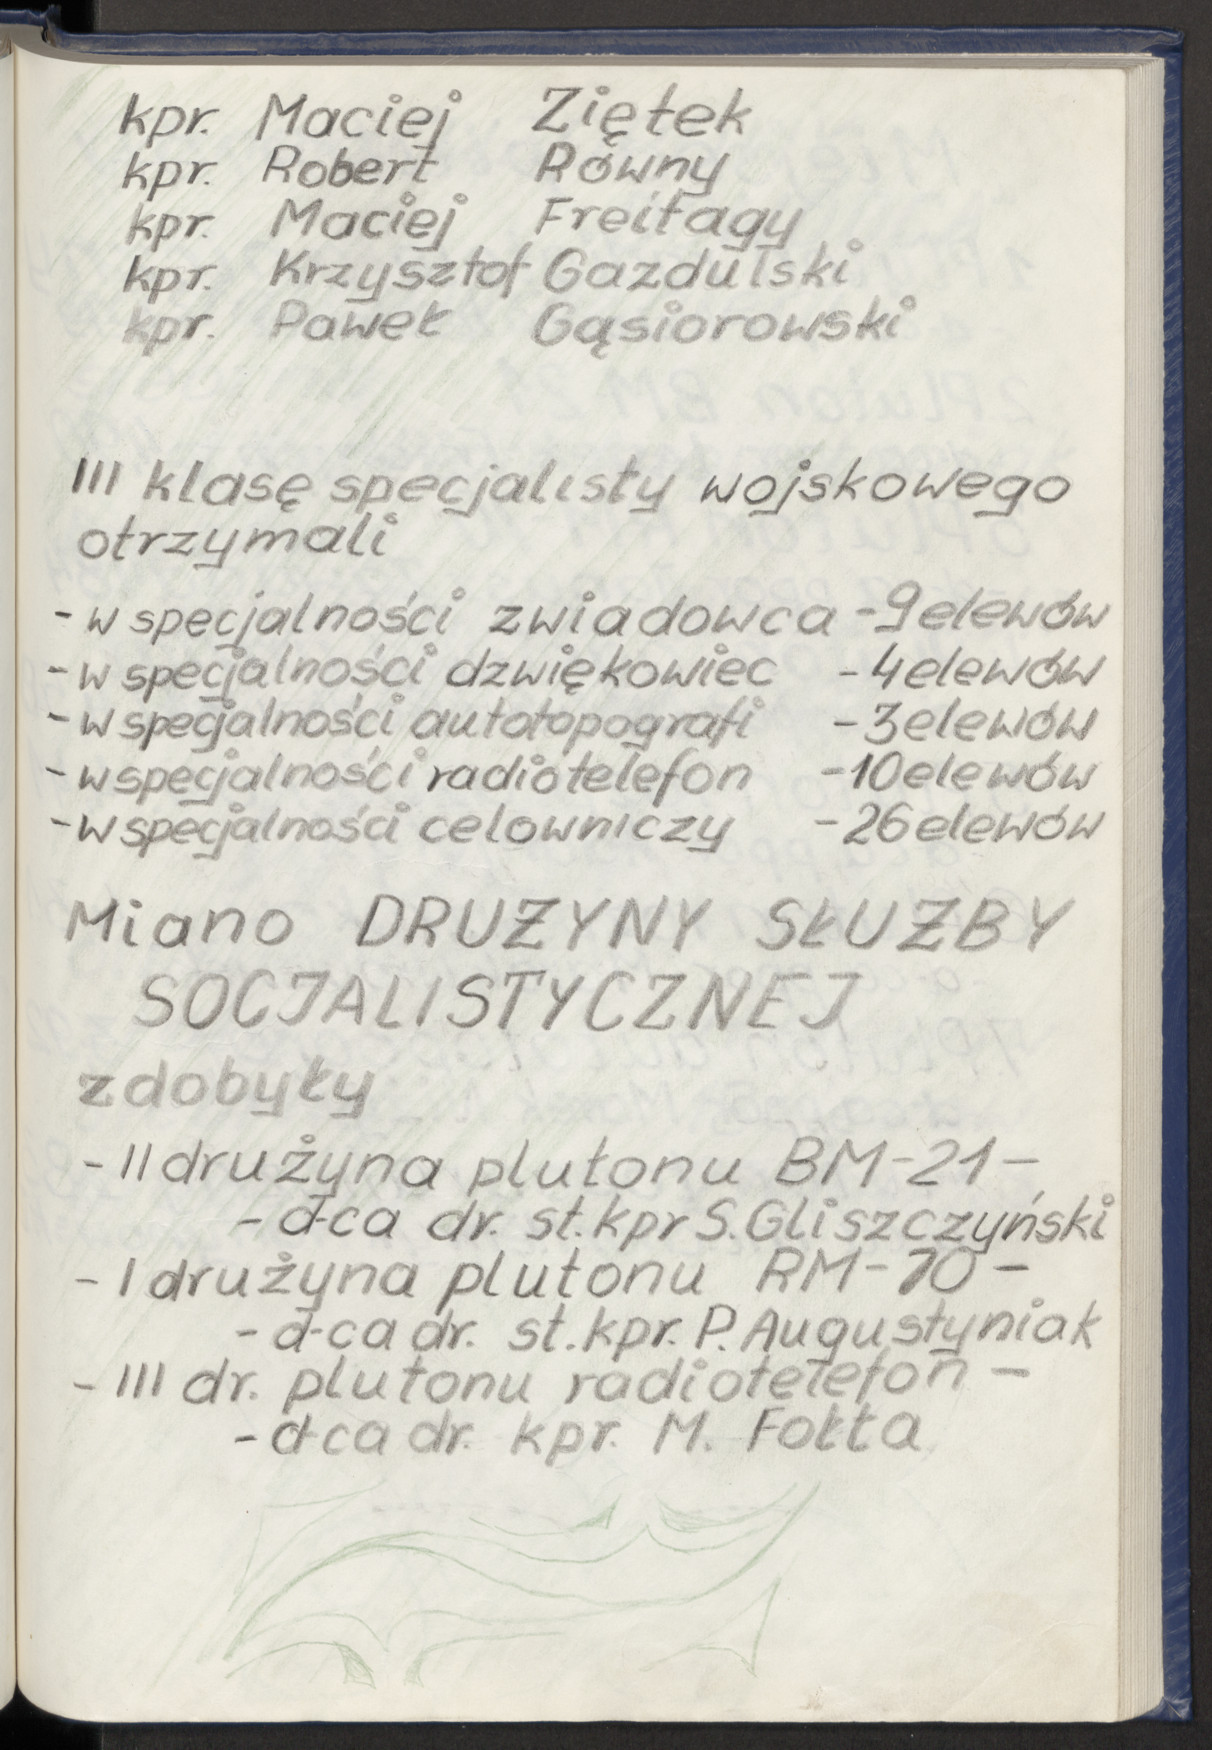 kpr. Maciej Ziętek
kpr. Robert Równy
kpr. Maciej Freitagy
kpr. Krzysztof Gazdulski
kpr. Paweł Gąsiorowski
III klasę specjalisty wojskowego
otrzymali
- w specjalności zwiadowca - 9 elewów
- w specjalności dzwiękowiec - 4 elewów
- w specjalności autotopografi - 3 elewów
- w specjalności radiotelefon - 10 elewów
- w specjalności celowniczy - 26 elewów
Miano DRUŻYNY SŁUŻBY
SOCJALISTYCZNEJ
zdobyły
- II drużyna plutonu BM-21 -
- d-ca dr. st. kpr S. Gliszczyński
- I drużyna plutonu RM-70 -
- d-ca dr. st. kpr. P. Augustyniak
- III dr. plutonu radiotelefon -
- d-ca dr. kpr. M. Fołta